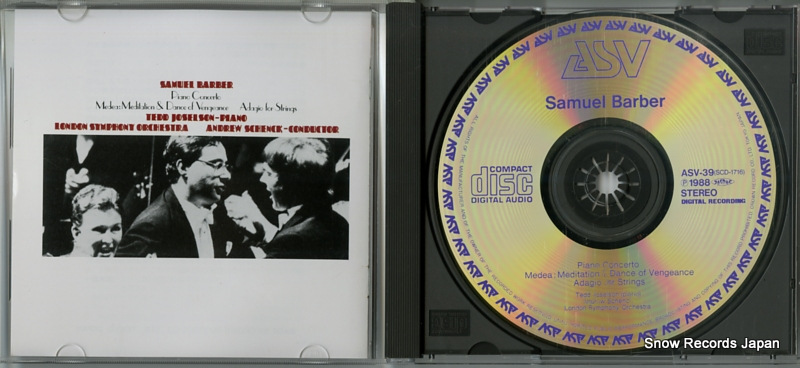 SAMUEL BARBER
Piano Concerto
Medea: Meditation & Dance of Vengeance Adagio for Strings
TEDD JOSELSON-PIANO
LONDON SYMPHONY ORCHESTRA ANDREW SCHENCK-CONDUCTOR
ASV
Samuel Barber
COMPACT
disc
DIGITAL AUDIO
ASV-39(SCD-1716)
℗1988
STEREO
DIGITAL RECORDING
Piano Concerto
Medea: Meditation & Dance of Vengeance
Adagio for Strings
London Symphony Orchestra
Snow Records Japan